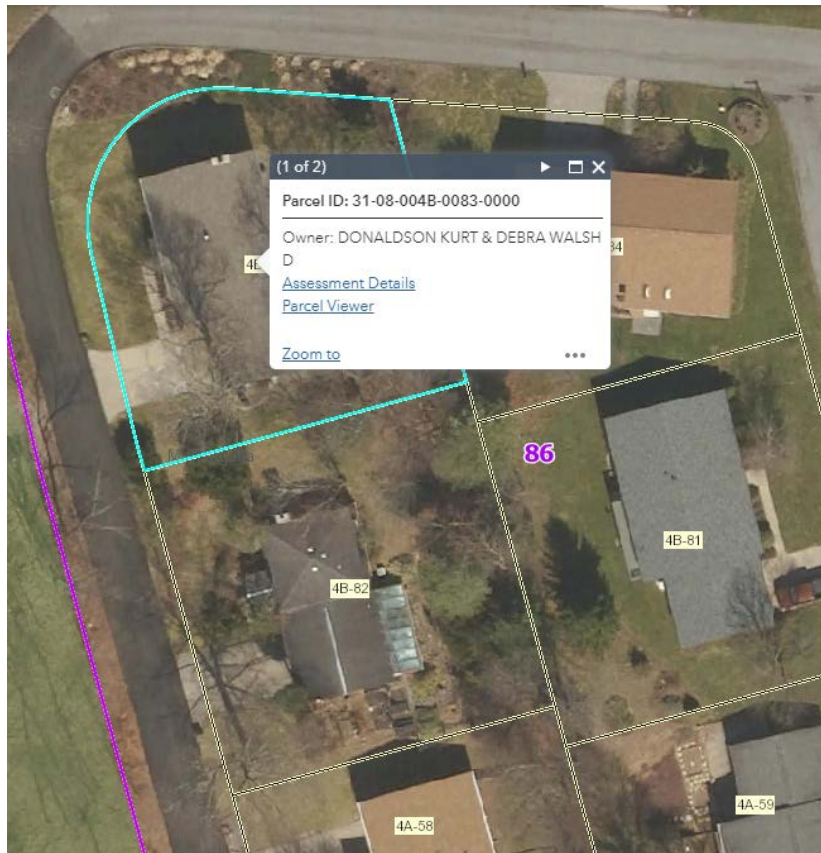 (1 of 2)
Parcel ID: 31-08-004B-0083-0000
Owner: DONALDSON KURT & DEBRA WALSH
D
Assessment Details
Parcel Viewer
Zoom to
86
4B-81
4B-82
4A-59
4A-58